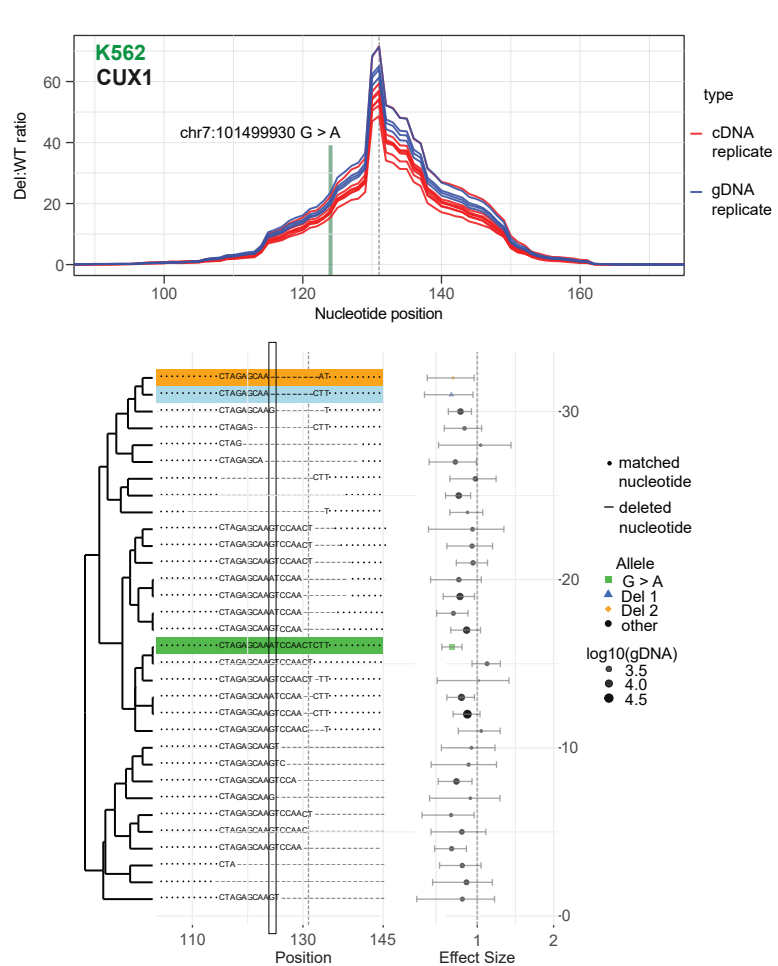 K562
CUX1
chr7:101499930 G > A
Del:WT ratio
60
40
20
0
100
120
140
160
Nucleotide position
type
cDNA
replicate
gDNA
replicate
CTAGAGCAA AT
CTAGAGCAA CTT
CTAGAGCAAG T
CTAGAG CTT
CTAG
CTAGAGCA
CTT
T
CTAGAGCAAGTCCAACT
CTAGAGCAAGTCCAACT
CTAGAGCAAGTCCAACT
CTAGAGCAAATCCAA
CTAGAGCAAGTCCAA
CTAGAGCAAATCCAA
CTAGAGCAAGTCCAA
CTAGAGCAAATCCAACTCTT
CTAGAGCAAGTCCAACT
CTAGAGCAAGTCCAACT TT
CTAGAGCAAATCCAA CTT
CTAGAGCAAGTCCAA CTT
CTAGAGCAAGTCCAAC T
CTAGAGCAAGT
CTAGAGCAAGTC
CTAGAGCAAGTCCA
CTAGAGCAAG
CTAGAGCAAGTCCAACT
CTAGAGCAAGTCCAAC
CTAGAGCAAGTCCAA
CTA
CTAGAGCAAGT
110
130
145
Position
1
2
Effect Size
30
20
10
0
matched
nucleotide
deleted
nucleotide
Allele
G > A
Del 1
Del 2
other
log10(gDNA)
3.5
4.0
4.5